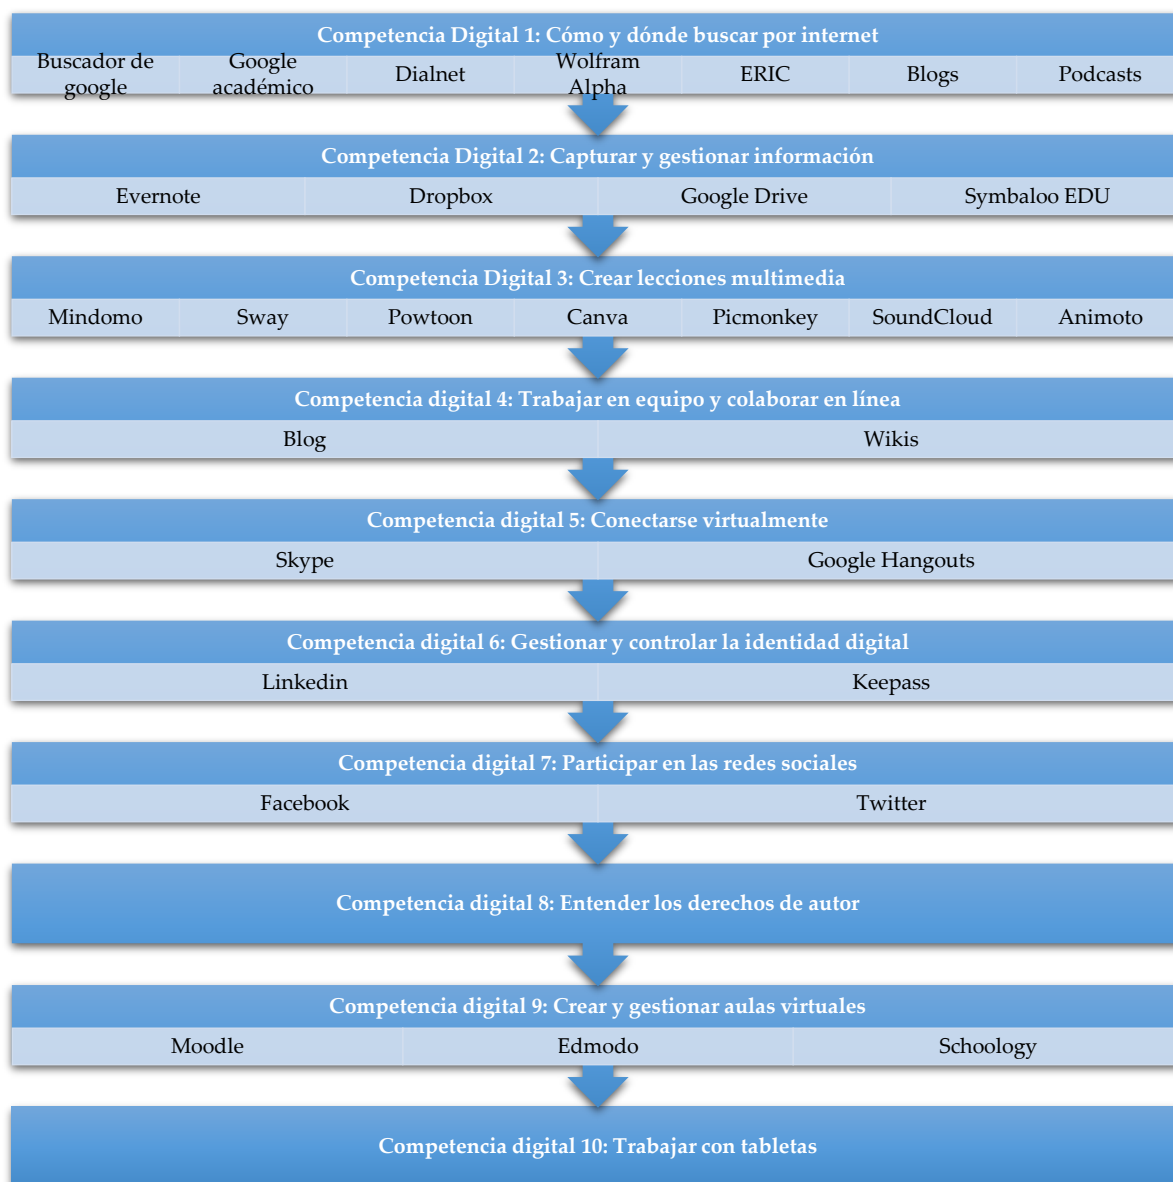 Competencia Digital 1: Cómo y dónde buscar por internet
Buscador de google
Google académico
Dialnet
Wolfram Alpha
ERIC
Blogs
Podcasts
Competencia Digital 2: Capturar y gestionar información
Evernote
Dropbox
Google Drive
Symbaloo EDU
Competencia Digital 3: Crear lecciones multimedia
Mindomo
Sway
Powtoon
Canva
Picmonkey
SoundCloud
Animoto
Competencia digital 4: Trabajar en equipo y colaborar en línea
Blog
Wikis
Competencia digital 5: Conectarse virtualmente
Skype
Google Hangouts
Competencia digital 6: Gestionar y controlar la identidad digital
Linkedin
Keepass
Competencia digital 7: Participar en las redes sociales
Facebook
Twitter
Competencia digital 8: Entender los derechos de autor
Competencia digital 9: Crear y gestionar aulas virtuales
Moodle
Edmodo
Schoology
Competencia digital 10: Trabajar con tabletas